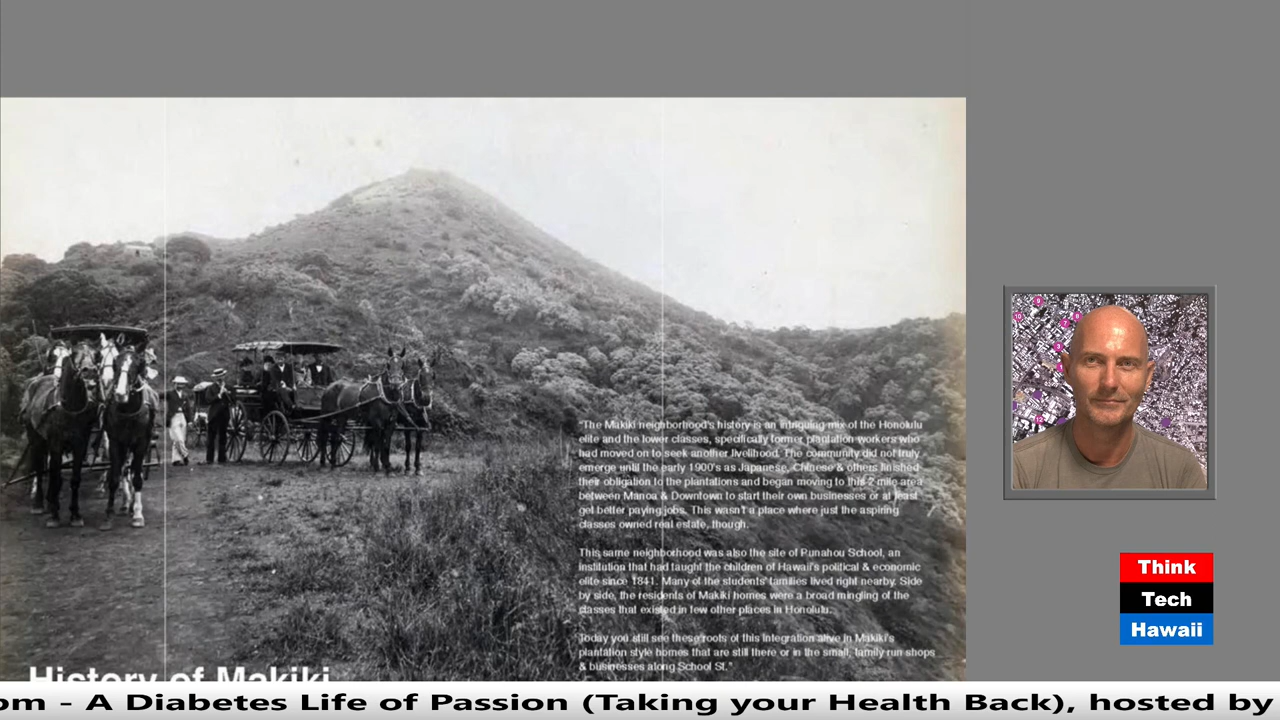 "The Makiki neighborhood's history is an intriguing mix of the Honolulu
elite and the lower classes, specifically former plantation workers who
had moved on to seek another livelihood. The community did not truly
emerge until the early 1900's as Japanese, Chinese & others finished
their obligation to the plantations and began moving to this 2 mile area
between Manoa & Downtown to start their own businesses or at least
get better paying jobs. This wasn't a place where just the aspiring
classes owned real estate, though.
This same neighborhood was also the site of Punahou School, an
institution that had taught the children of Hawaii's political & economic
elite since 1841. Many of the students' families lived right nearby. Side
by side, the residents of Makiki homes were a broad mingling of the
classes that existed in few other places in Honolulu.
Today you still see these roots of this integration alive in Makiki's
plantation style homes that are still there or in the small, family run shops
& businesses along School St."
History of Makiki
Think
Tech
Hawaii
pm - A Diabetes Life of Passion (Taking your Health Back), hosted by